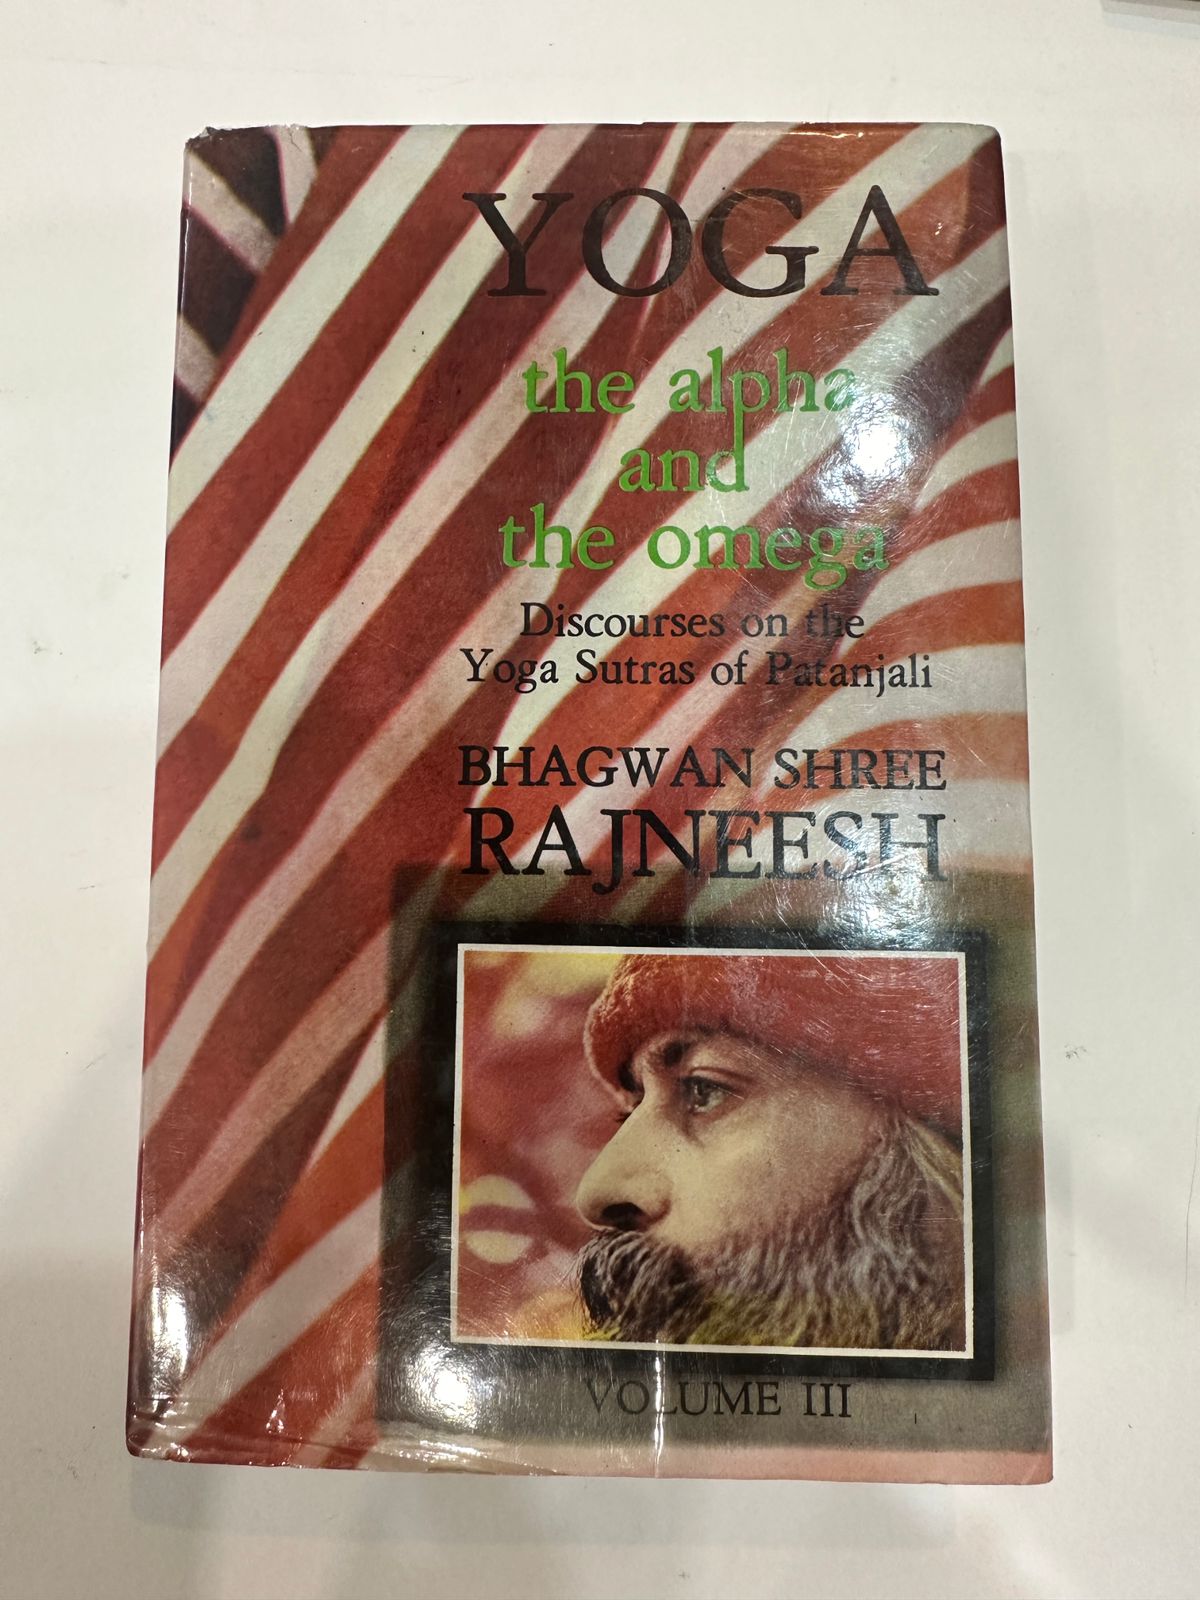 YOGA
the alpha
and
the omega
Discourses on the
Yoga Sutras of Patanjali
BHAGWAN SHREE
RAJNEESH
VOLUME III